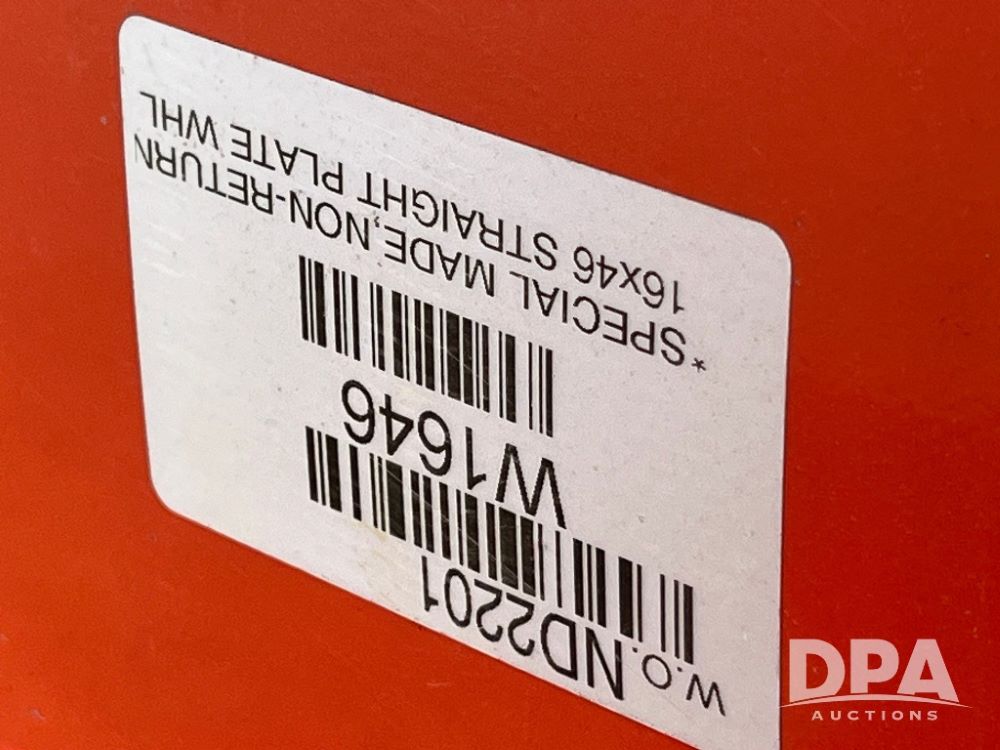 W.O. ND2201
W1646
*SPECIAL MADE,NON-RETURN
16x46 STRAIGHT PLATE WHL
DPA
AUCTIONS